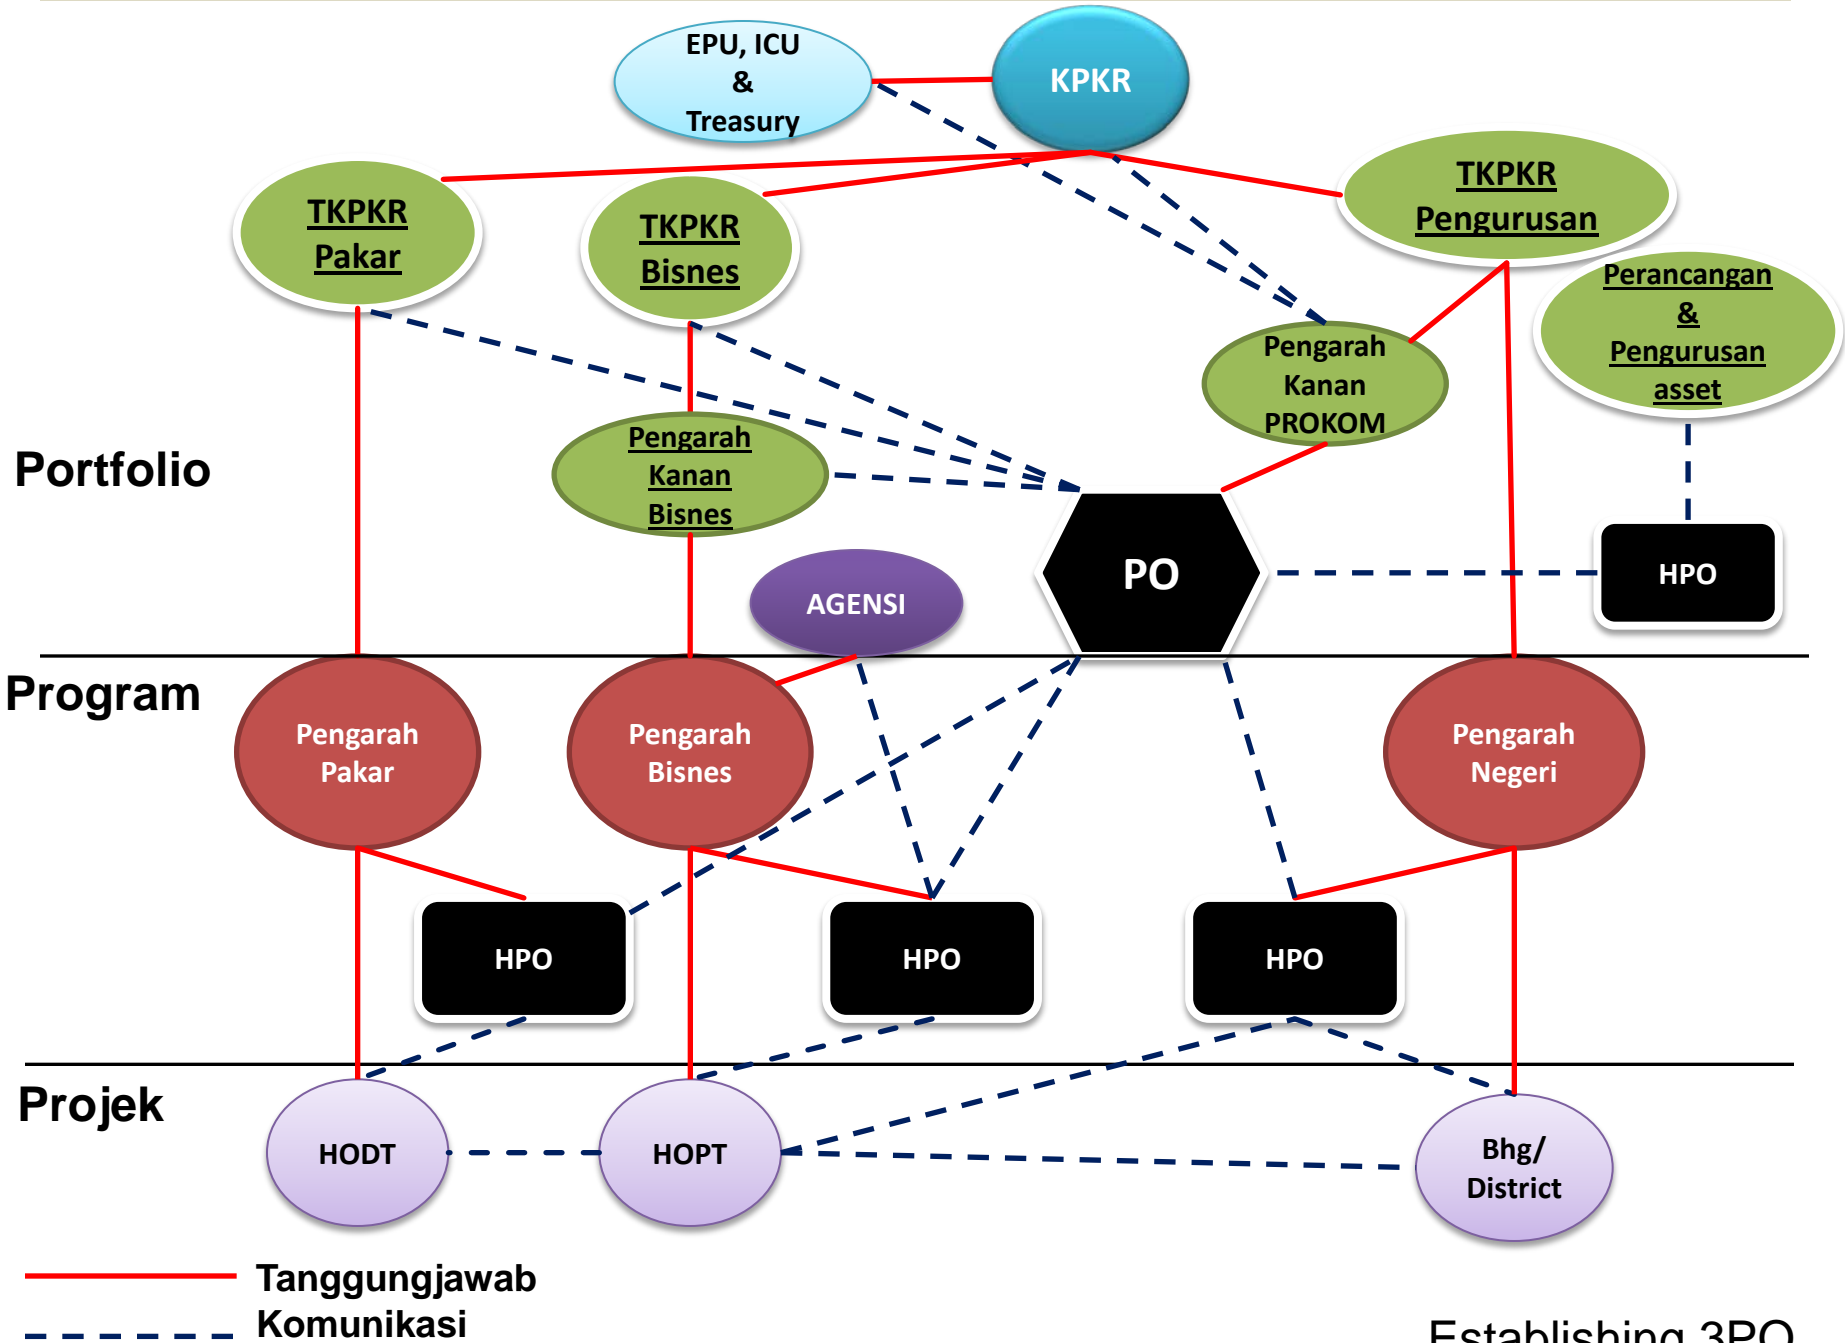 EPU, ICU
&
Treasury
KPKR
TKPKR
Pakar
TKPKR
Bisnes
TKPKR
Pengurusan
Perancangan
&
Pengurusan
asset
Pengarah
Kanan
PROKOM
Pengarah
Kanan
Bisnes
Portfolio
PO
HPO
AGENSI
Program
Pengarah
Pakar
Pengarah
Bisnes
Pengarah
Negeri
HPO
HPO
HPO
Projek
HODT
HOPT
Bhg/
District
Tanggungjawab
Komunikasi
Establishing 3PO